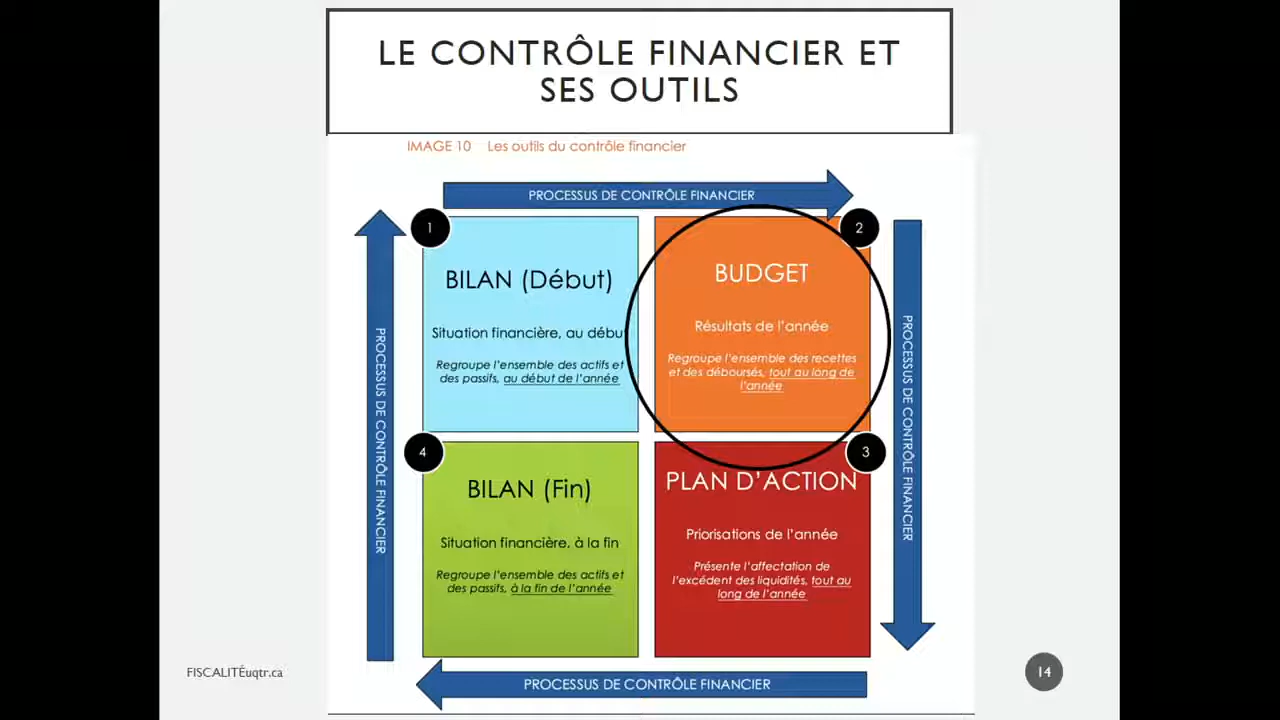 LE CONTRÔLE FINANCIER ET
SES OUTILS
IMAGE 10 Les outils du contrôle financier
PROCESSUS DE CONTRÔLE FINANCIER
1
BILAN (Début)
Situation financière, au débu
Regroupe l'ensemble des actifs et
des passifs, au début de l'année
2
BUDGET
Résultats de l'année
Regroupe l'ensemble des recettes
et des déboursés, tout au long de
l'année
PROCESSUS DE CONTRÔLE FINANCIER
PROCESSUS DE CONTRÔLE FINANCIER
4
BILAN (Fin)
Situation financière. à la fin
Regroupe l'ensemble des actifs et
des passifs, à la fin de l'année
3
PLAN D'ACTION
Priorisations de l'année
Présente l'affectation de
l'excédent des liquidités, tout au
long de l'année
PROCESSUS DE CONTRÔLE FINANCIER
FISCALITÉuqtr.ca
14